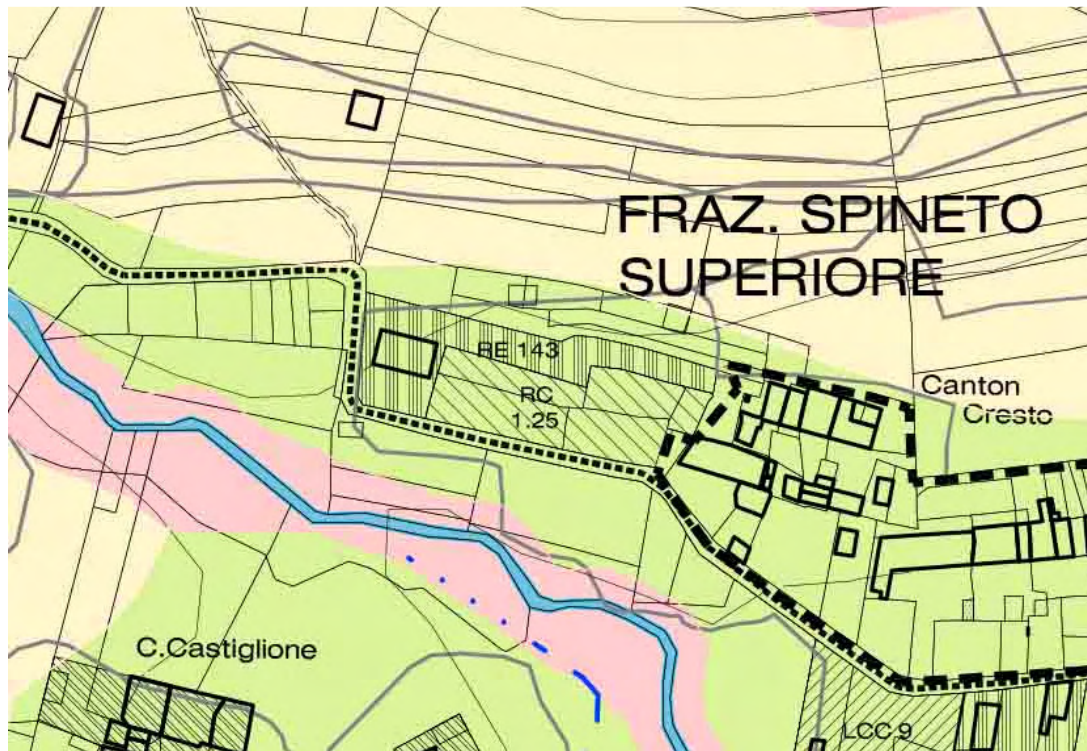 FRAZ. SPINETO
SUPERIORE
RE 143
RC
1.25
Canton
Cresto
C.Castiglione
LCC 9